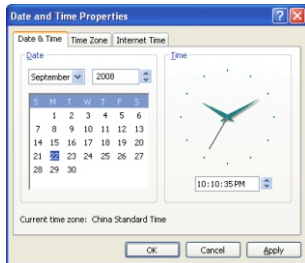 Date and Time Properties
Date & Time
Time Zone
Internet Time
Date
September
2008
S M T W T F S
1 2 3 4 5 6
7 8 9 10 11 12 13
14 15 16 17 18 19 20
21 22 23 24 25 26 27
28 29 30
Time
10:10:35 PM
Current time zone: China Standard Time
OK
Cancel
Apply